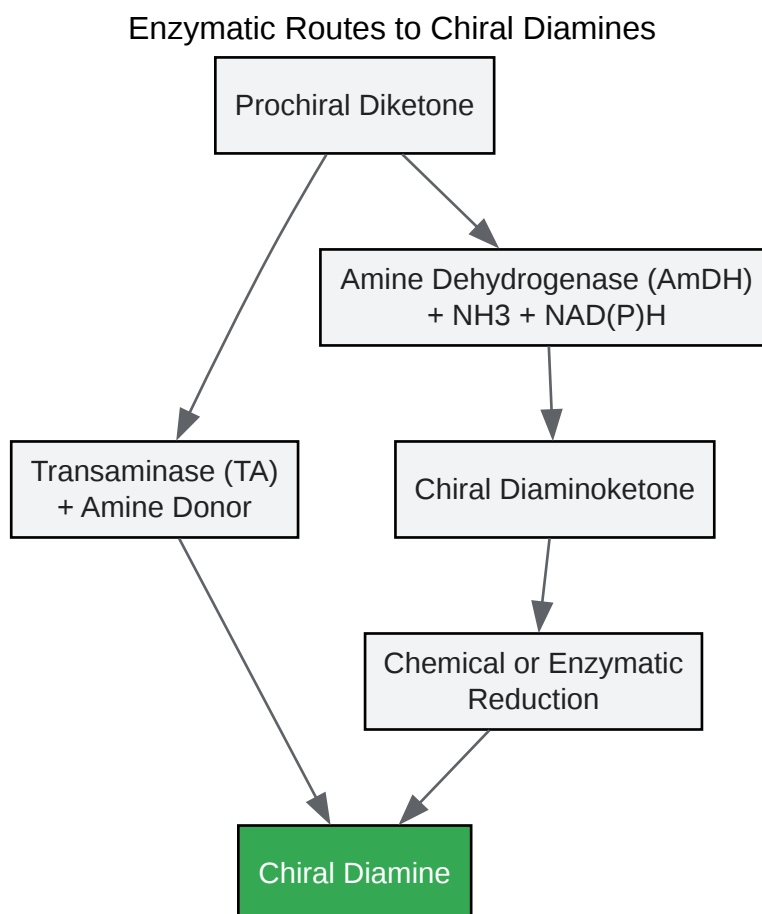 Enzymatic Routes to Chiral Diamines
Prochiral Diketone
Amine Dehydrogenase (AmDH)
+ NH3 + NAD(P)H
Transaminase (TA)
+ Amine Donor
Chiral Diaminoketone
Chemical or Enzymatic
Reduction
Chiral Diamine